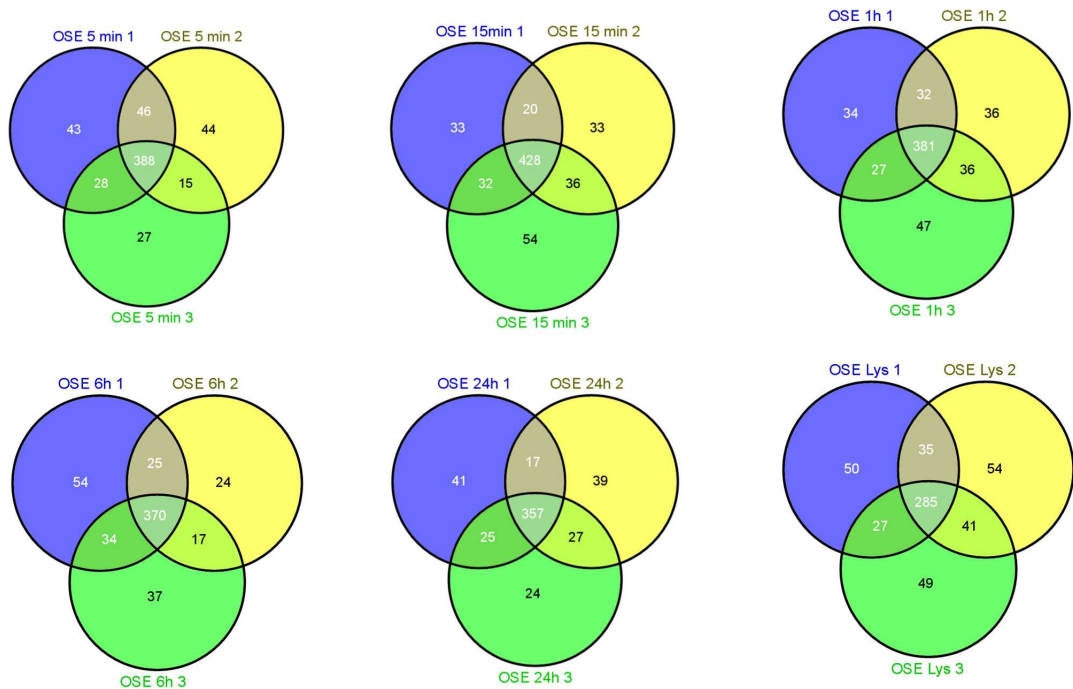 OSE 5 min 1 OSE 5 min 2
46
43 44
388
28 15
27
OSE 5 min 3
OSE 15min 1 OSE 15 min 2
20
33 33
428
32 36
54
OSE 15 min 3
OSE 1h 1 OSE 1h 2
32
34 36
381
27 36
47
OSE 1h 3
OSE 6h 1 OSE 6h 2
25
54 24
370
34 17
37
OSE 6h 3
OSE 24h 1 OSE 24h 2
17
41 39
357
25 27
24
OSE 24h 3
OSE Lys 1 OSE Lys 2
35
50 54
285
27 41
49
OSE Lys 3